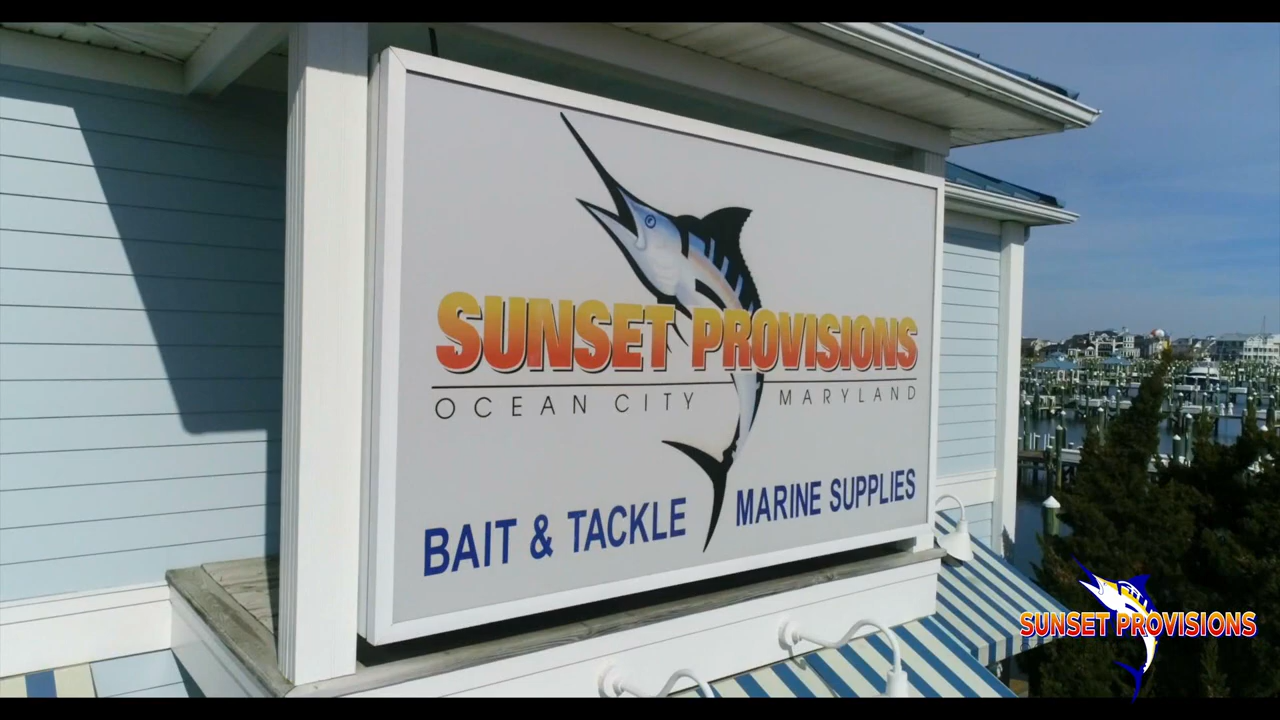 SUNSET PROVISIONS
OCEAN CITY MARYLAND
BAIT & TACKLE MARINE SUPPLIES
SUNSET PROVISIONS